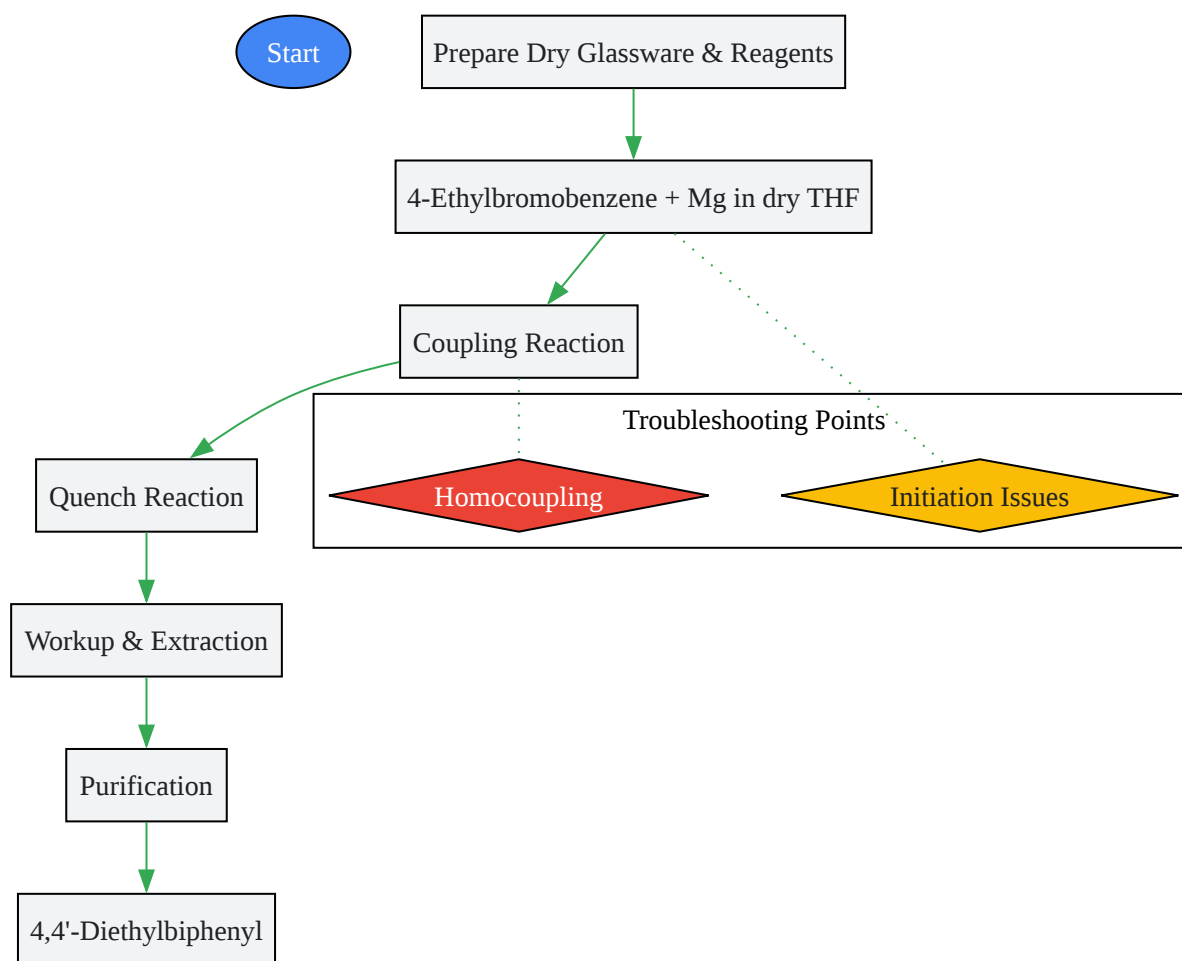 Start
Prepare Dry Glassware & Reagents
4-Ethylbromobenzene + Mg in dry THF
Coupling Reaction
Troubleshooting Points
Quench Reaction
Homocoupling
Initiation Issues
Workup & Extraction
Purification
4,4'-Diethylbiphenyl